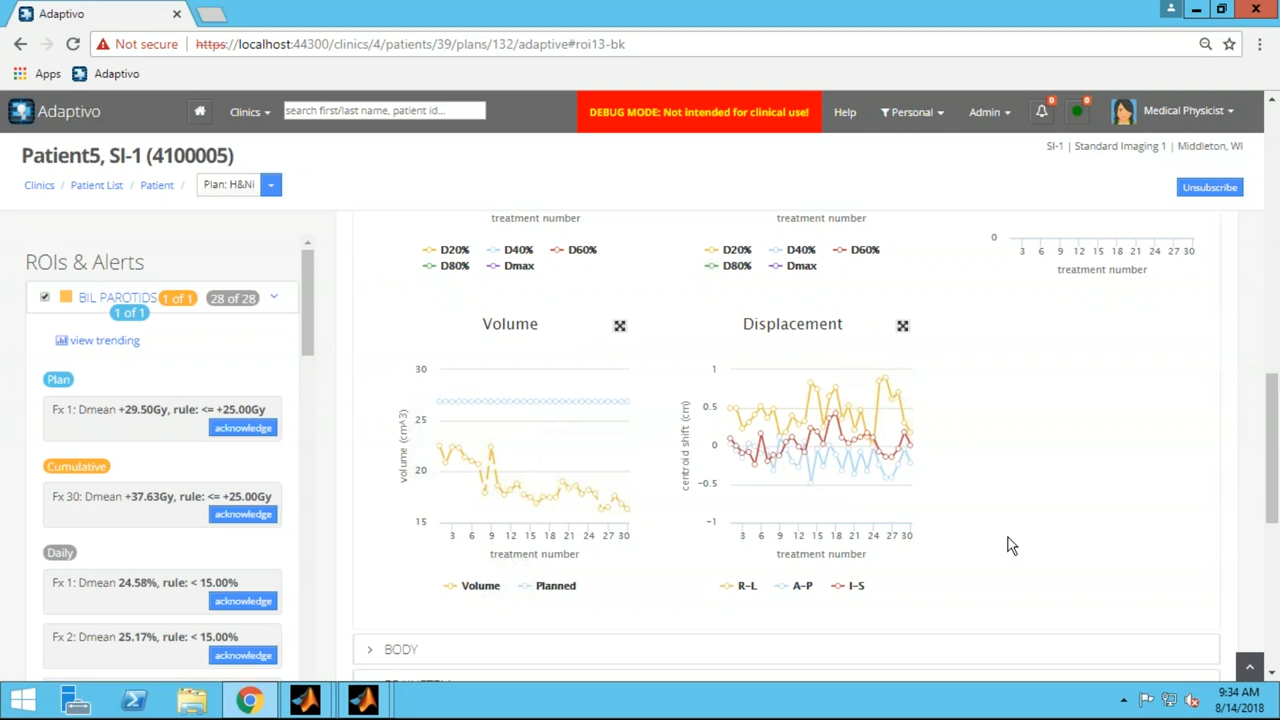 Adaptivo
Not secure https://localhost:44300/clinics/4/patients/39/plans/132/adaptive#roi13-bk
Apps Adaptivo
Adaptivo Clinics search first/last name, patient id... DEBUG MODE: Not intended for clinical use! Help Personal Admin 0 0 Medical Physicist
Patient5, SI-1 (4100005)
SI-1 | Standard Imaging 1 | Middleton, WI
Clinics / Patient List / Patient / Plan: H&Ni
Unsubscribe
ROIs & Alerts
BIL PAROTIDS 1 of 1 28 of 28
1 of 1
view trending
Plan
Fx 1: Dmean +29.50Gy, rule: <= +25.00Gy
acknowledge
Cumulative
Fx 30: Dmean +37.63Gy, rule: <= +25.00Gy
acknowledge
Daily
Fx 1: Dmean 24.58%, rule: < 15.00%
acknowledge
Fx 2: Dmean 25.17%, rule: < 15.00%
acknowledge
treatment number
D20% D40% D60%
D80% Dmax
treatment number
D20% D40% D60%
D80% Dmax
0
3 6 9 12 15 18 21 24 27 30
treatment number
Volume
30
25
20
15
volume (cm^3)
3 6 9 12 15 18 21 24 27 30
treatment number
Volume Planned
Displacement
1
0.5
0
−0.5
−1
centroid shift (cm)
3 6 9 12 15 18 21 24 27 30
treatment number
R-L A-P I-S
BODY
9:34 AM
8/14/2018